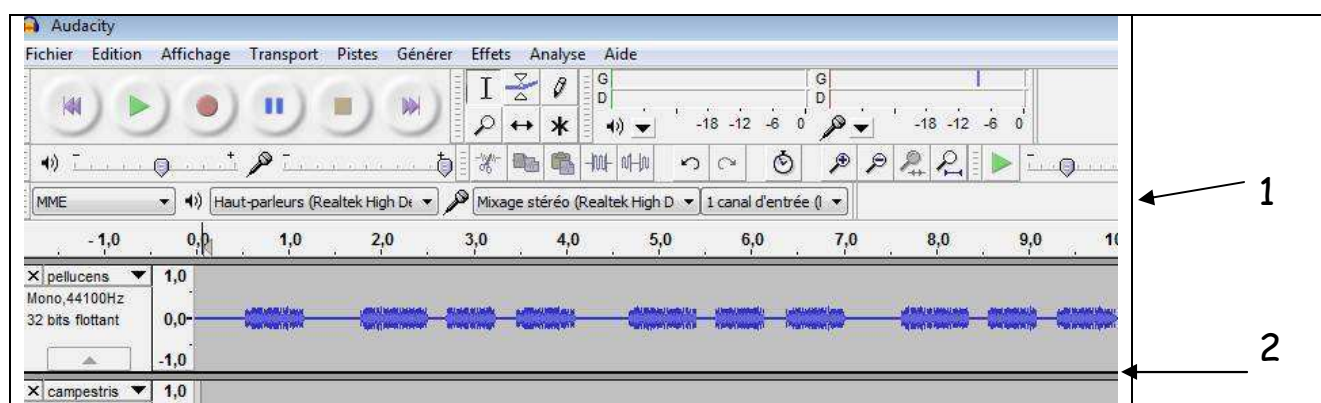 Audacity
Fichier Edition Affichage Transport Pistes Générer Effets Analyse Aide
G G
D D
-18 -12 -6 0 -18 -12 -6 0
MME Haut-parleurs (Realtek High De Mixage stéréo (Realtek High D 1 canal d'entrée (
1
- 1,0 0,0 1,0 2,0 3,0 4,0 5,0 6,0 7,0 8,0 9,0
pellucens 1,0
Mono,44100Hz
32 bits flottant 0,0
-1,0
2
campestris 1,0